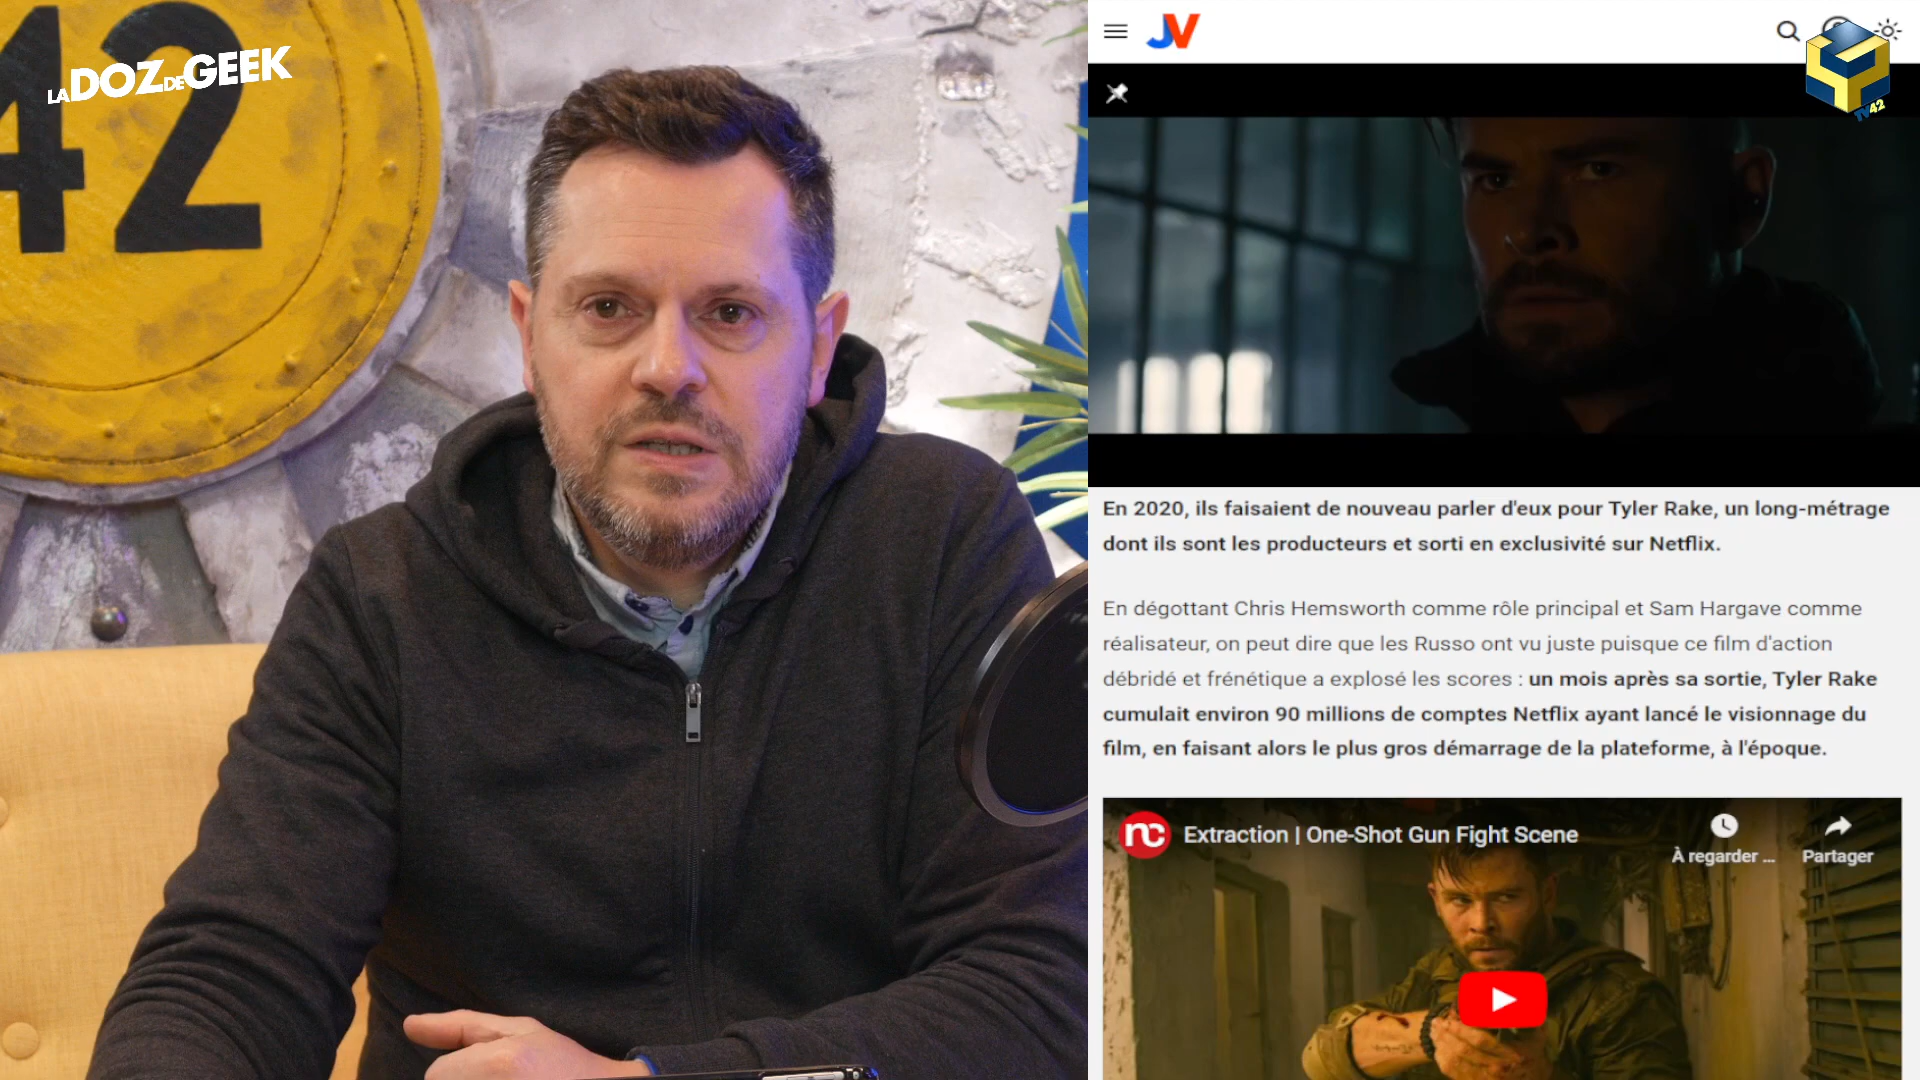 42
LA DOZ DE GEEK
JV
TV42
En 2020, ils faisaient de nouveau parler d'eux pour Tyler Rake, un long-métrage
dont ils sont les producteurs et sorti en exclusivité sur Netflix.
En dégottant Chris Hemsworth comme rôle principal et Sam Hargave comme
réalisateur, on peut dire que les Russo ont vu juste puisque ce film d'action
débridé et frénétique a explosé les scores : un mois après sa sortie, Tyler Rake
cumulait environ 90 millions de comptes Netflix ayant lancé le visionnage du
film, en faisant alors le plus gros démarrage de la plateforme, à l'époque.
nc
Extraction | One-Shot Gun Fight Scene
À regarder ...
Partager